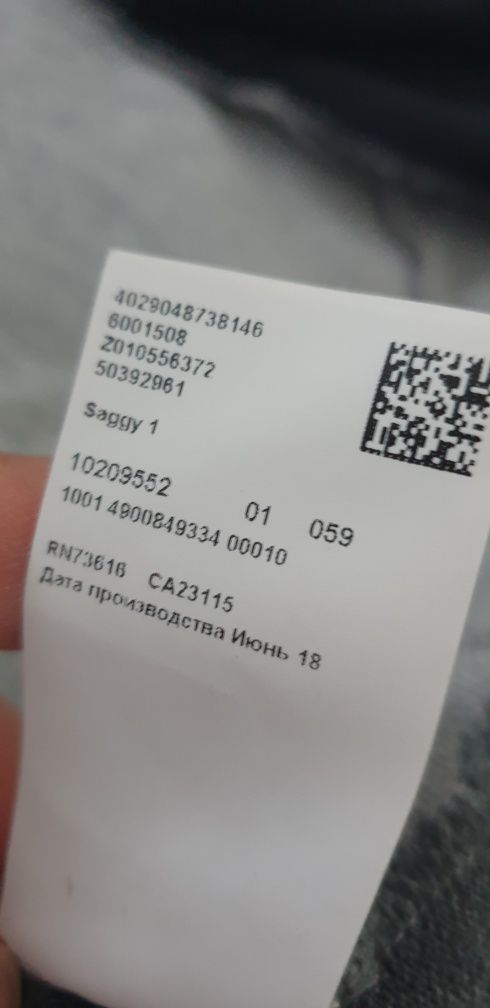 4029048738146
6001508
Z010556372
50392961
Saggy 1
10209552 01 059
1001 4900849334 00010
RN73616 CA23115
Дата производства Июнь 18